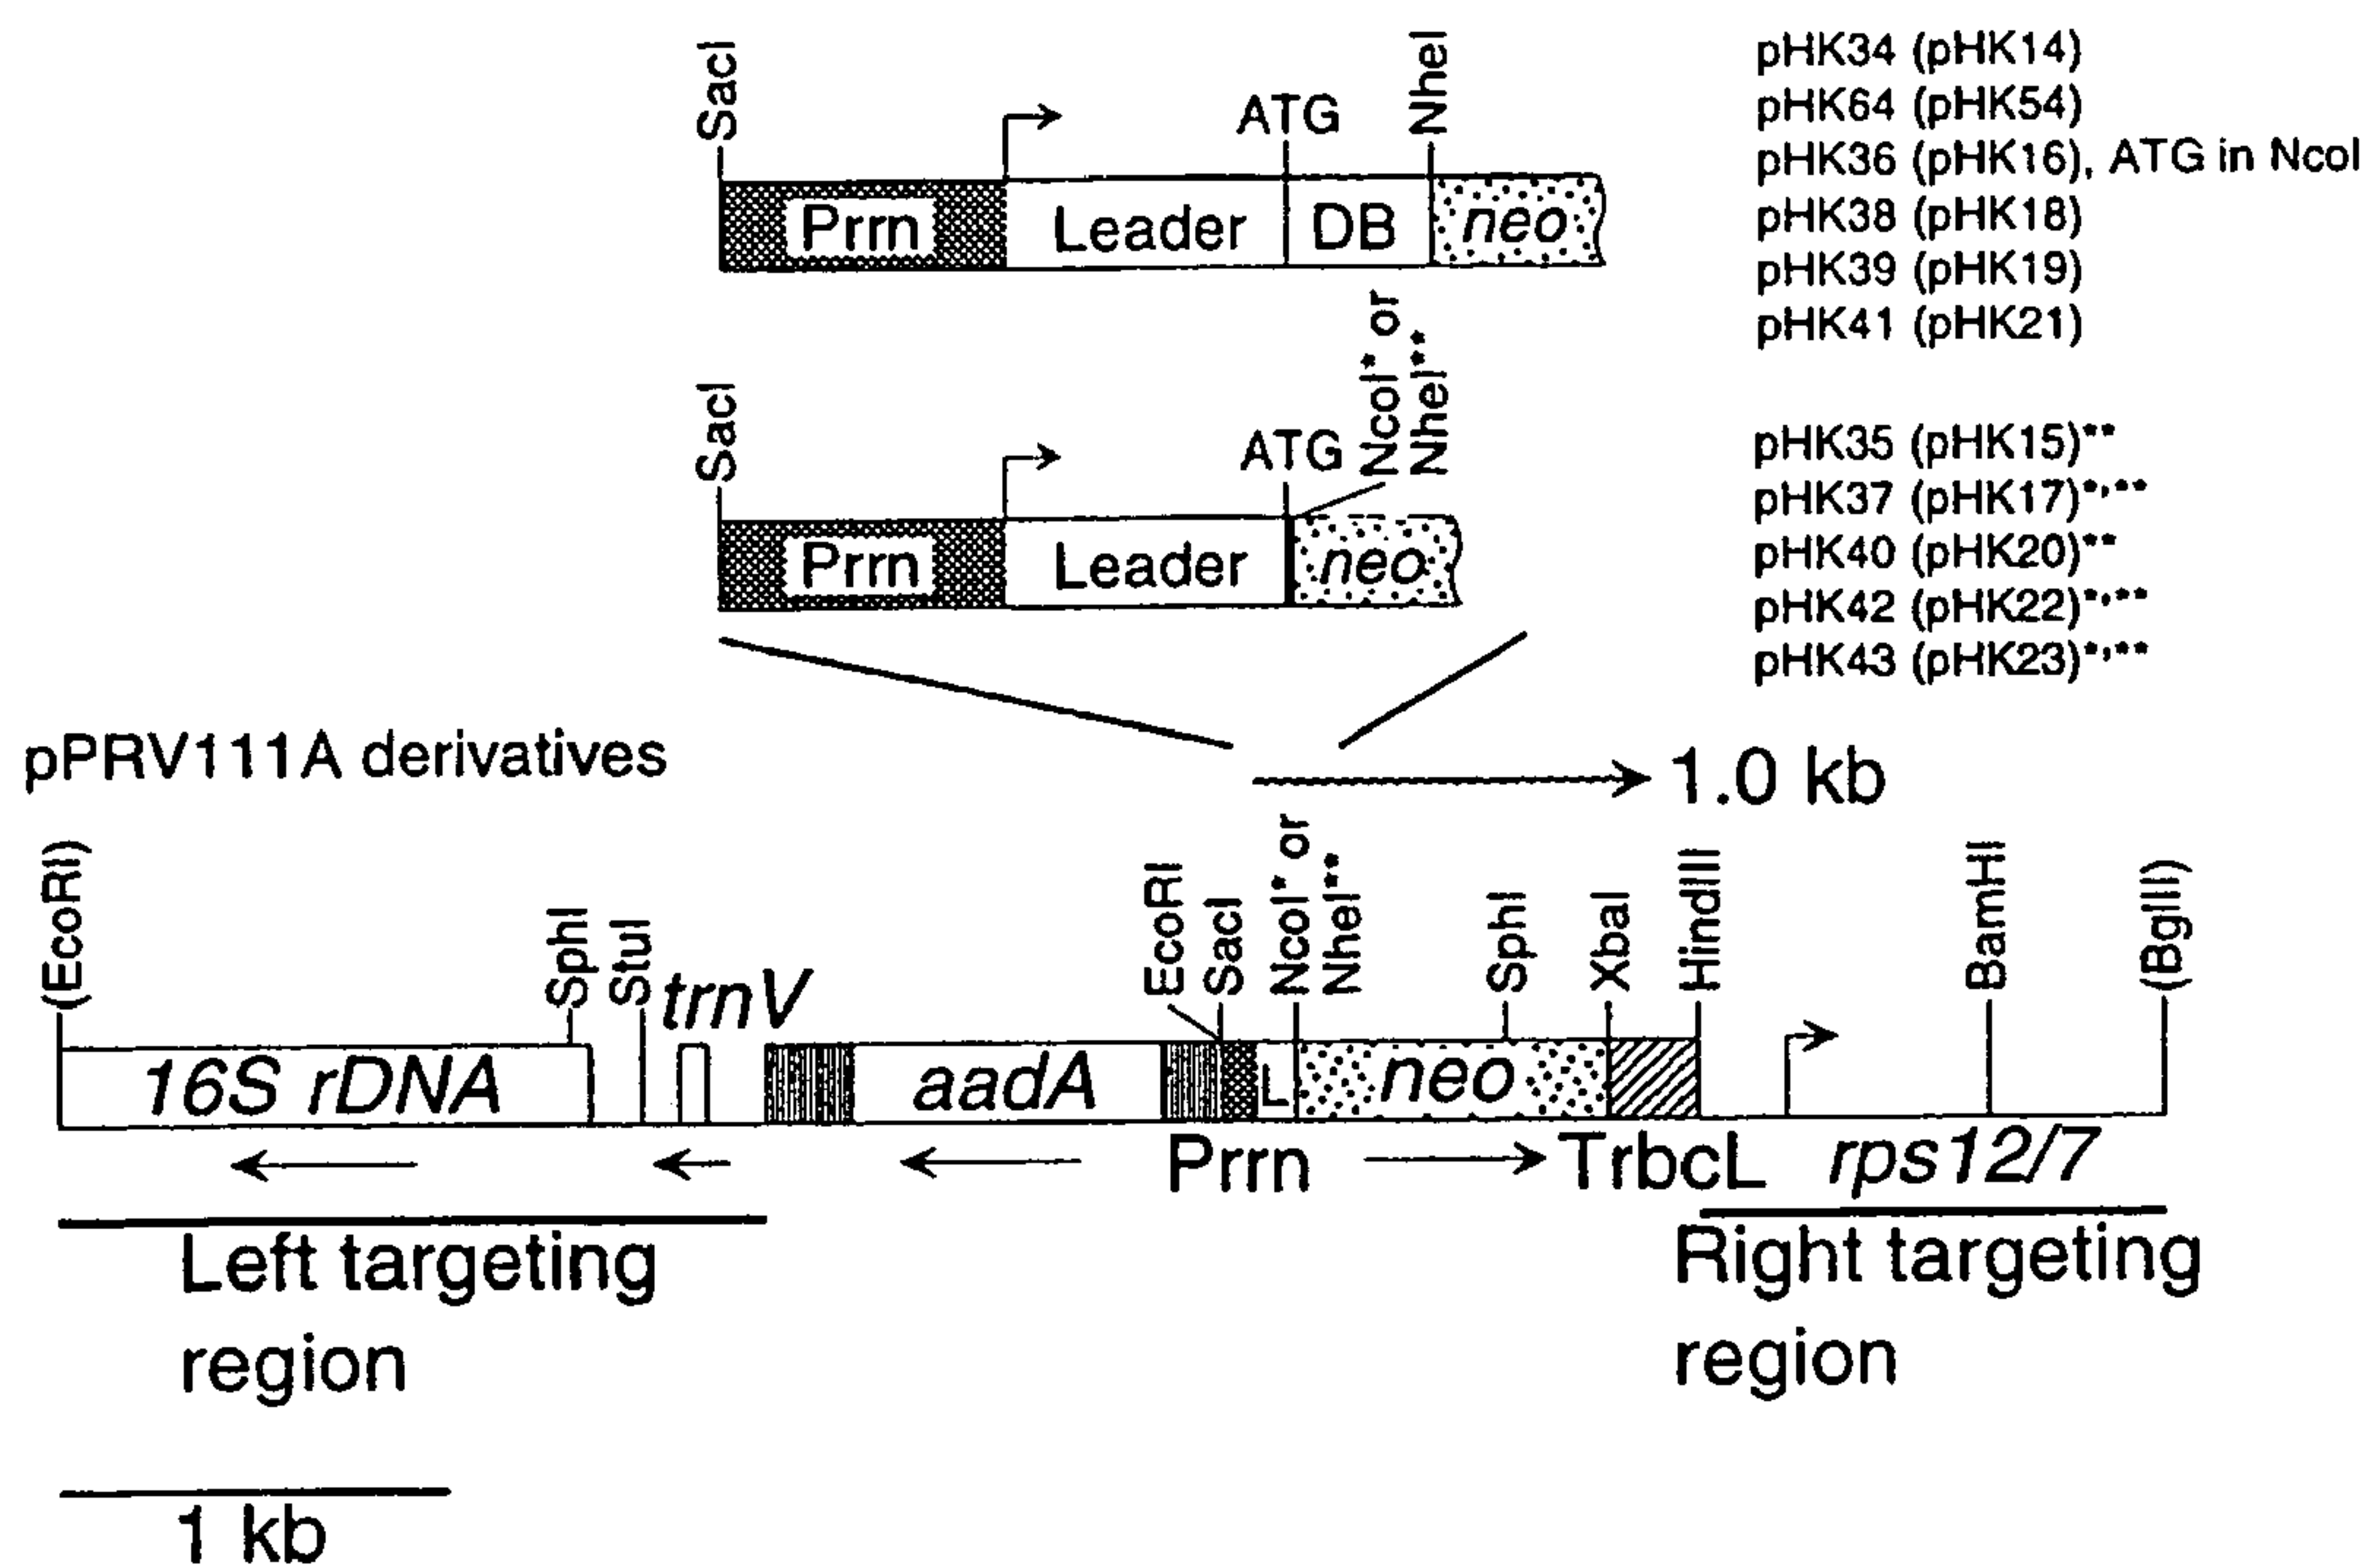 SacI
ATG
NheI
Prrn
Leader
DB
neo
pHK34 (pHK14)
pHK64 (pHK54)
pHK36 (pHK16), ATG in NcoI
pHK38 (pHK18)
pHK39 (pHK19)
pHK41 (pHK21)
SacI
ATG
NcoI* or
NheI**
Prrn
Leader
neo
pHK35 (pHK15)**
pHK37 (pHK17)*,**
pHK40 (pHK20)**
pHK42 (pHK22)*,**
pHK43 (pHK23)*,**
pPRV111A derivatives
1.0 kb
(EcoRI)
SphI
StuI
trnV
EcoRI
SacI
NcoI* or
NheI**
SphI
XbaI
HindIII
BamHI
(BglII)
16S rDNA
aadA
L
neo
Prrn
TrbcL
rps12/7
Left targeting
region
Right targeting
region
1 kb